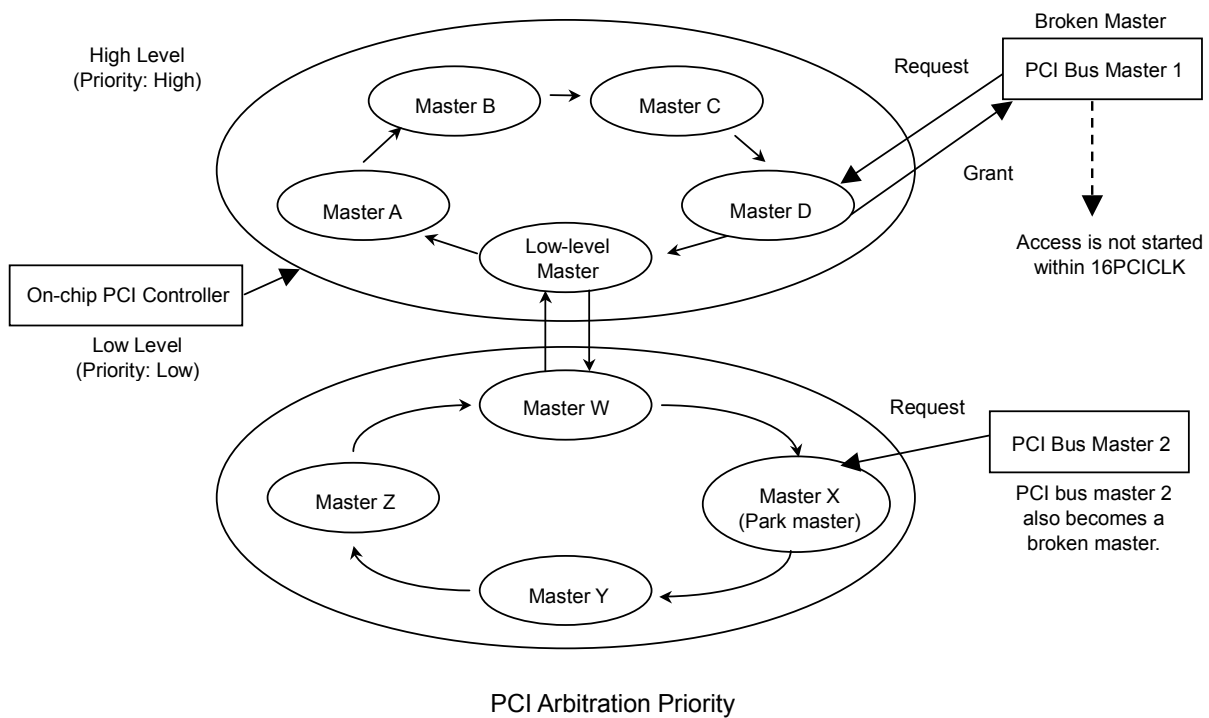 Broken Master
High Level
(Priority: High)
Request
PCI Bus Master 1
Master B
Master C
Grant
Master A
Master D
Low-level
Master
Access is not started
within 16PCICLK
On-chip PCI Controller
Low Level
(Priority: Low)
Master W
Request
PCI Bus Master 2
Master Z
Master X
(Park master)
PCI bus master 2
also becomes a
broken master.
Master Y
PCI Arbitration Priority